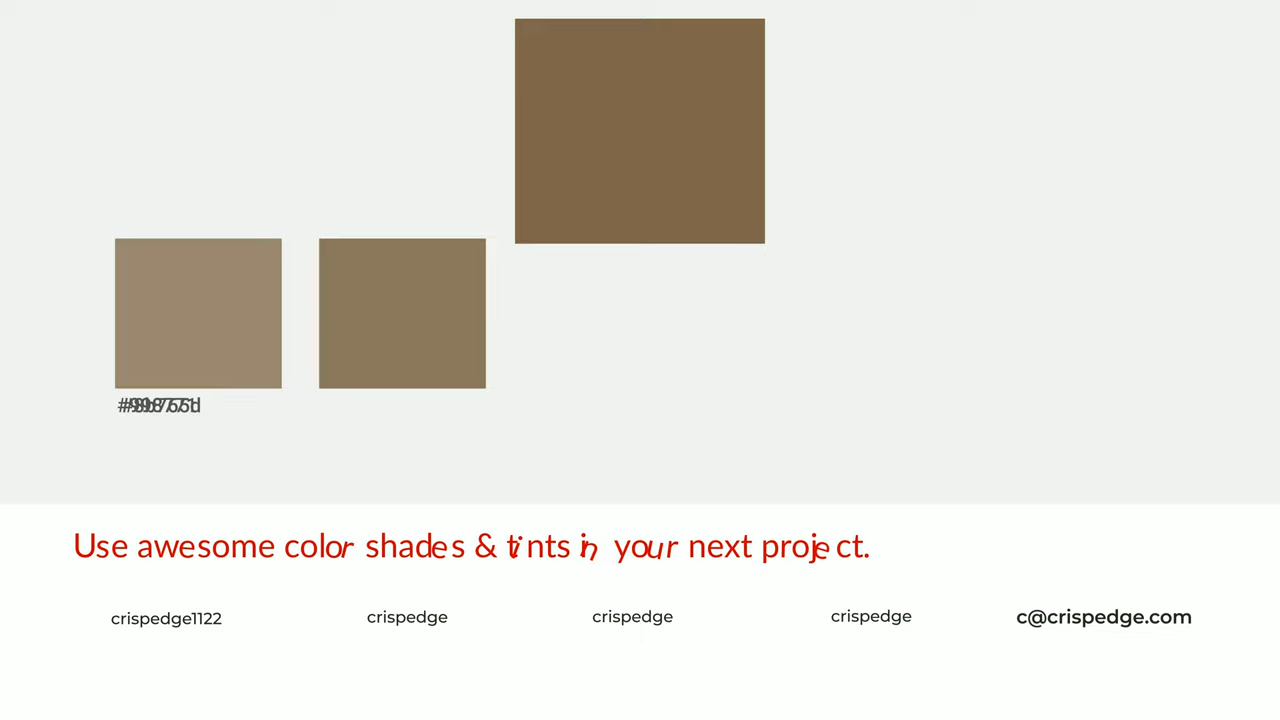 Use awesome color shades & tints in your next project.
crispedge1122 crispedge crispedge crispedge c@crispedge.com